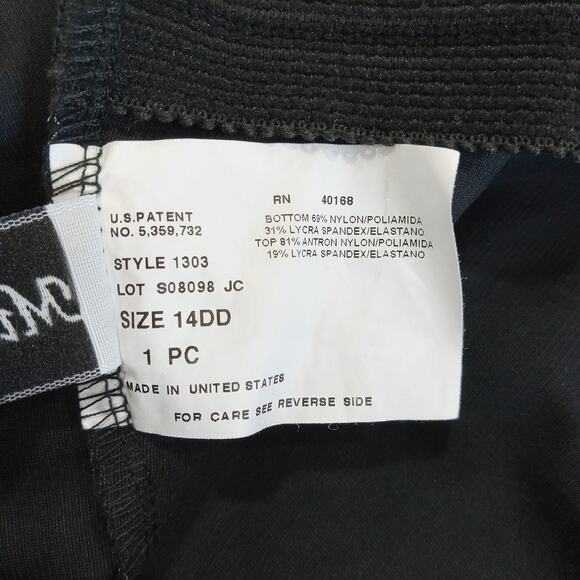 RN 40168
U.S.PATENT
NO. 5,359,732
BOTTOM 69% NYLON/POLIAMIDA
31% LYCRA SPANDEX/ELASTANO
TOP 81% ANTRON NYLON/POLIAMIDA
19% LYCRA SPANDEX/ELASTANO
STYLE 1303
LOT S08098 JC
SIZE 14DD
1 PC
MADE IN UNITED STATES
FOR CARE SEE REVERSE SIDE